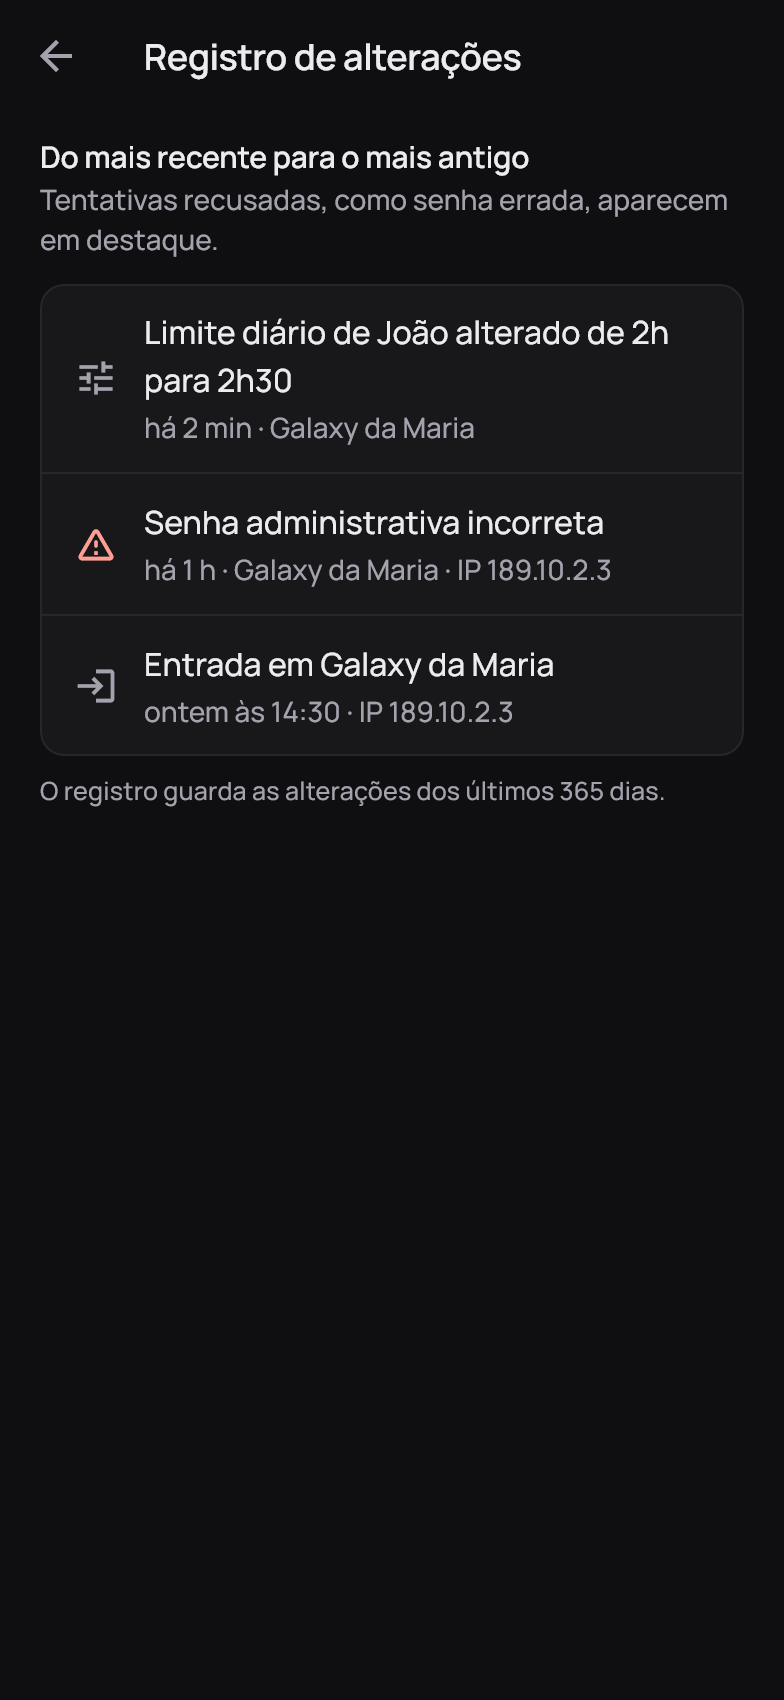 Registro de alterações
Do mais recente para o mais antigo
Tentativas recusadas, como senha errada, aparecem
em destaque.
Limite diário de João alterado de 2h
para 2h30
há 2 min · Galaxy da Maria
Senha administrativa incorreta
há 1 h · Galaxy da Maria · IP 189.10.2.3
Entrada em Galaxy da Maria
ontem às 14:30 · IP 189.10.2.3
O registro guarda as alterações dos últimos 365 dias.